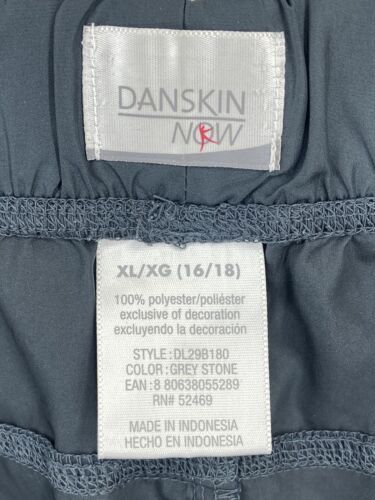 DANSKIN
NOW
XL/XG (16/18)
100% polyester/poliéster
exclusive of decoration
excluyendo la decoración
STYLE : DL29B180
COLOR : GREY STONE
EAN : 8 80638055289
RN# 52469
MADE IN INDONESIA
HECHO EN INDONESIA